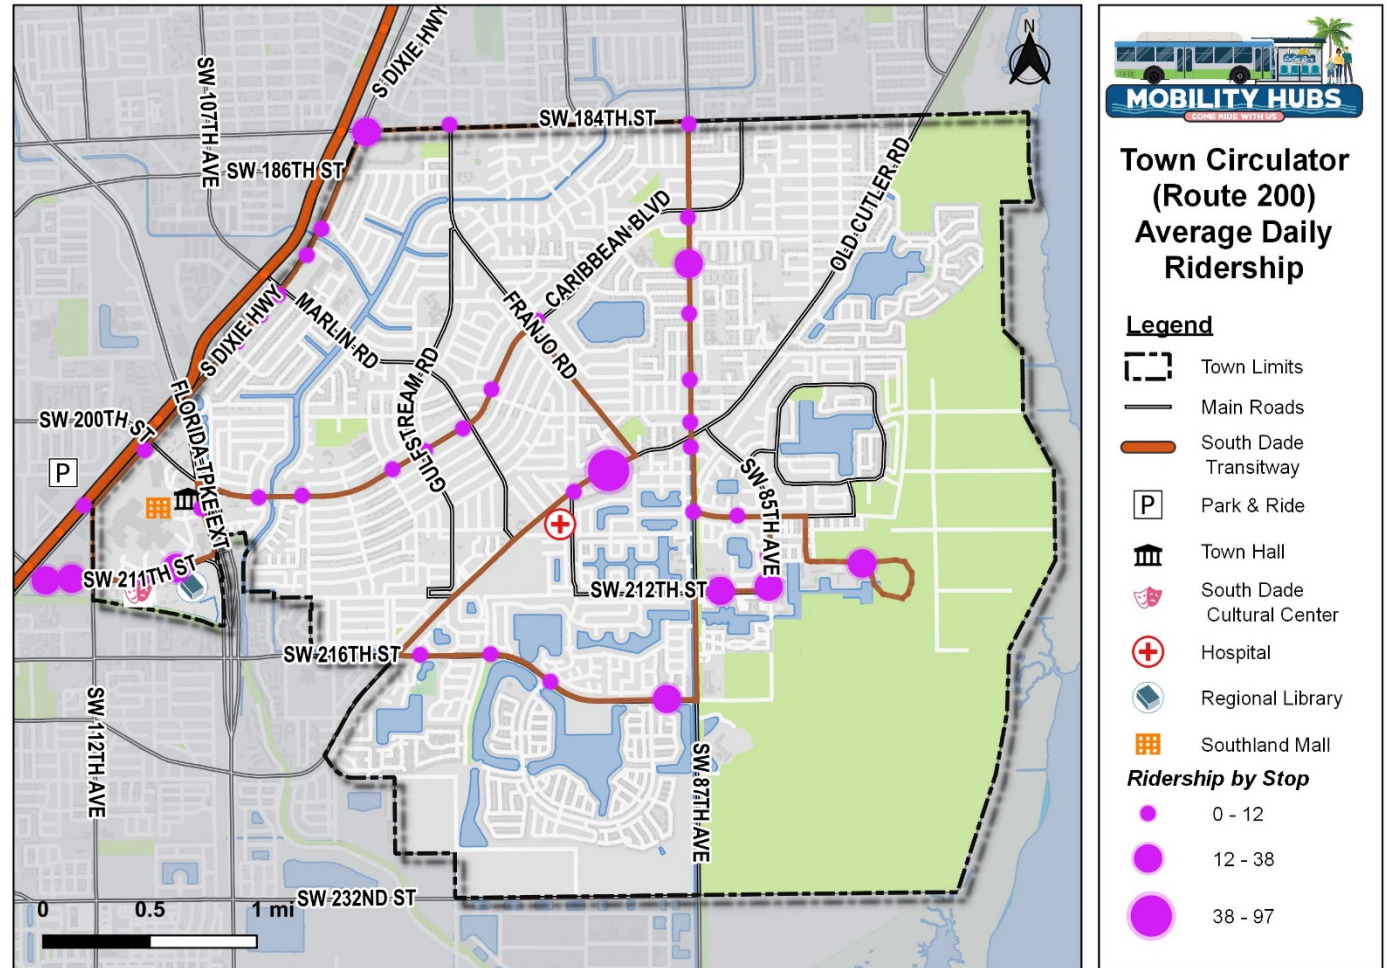 S DIXIE HWY
N
SW 107TH AVE
SW 184TH ST
SW 186TH ST
OLD CUTLER RD
CARIBBEAN BLVD
FRANJO RD
MARLIN RD
S DIXIE HWY
GULFSTREAM RD
FLORIDA TPKE EXT
SW 200TH ST
P
SW 85TH AVE
SW 211TH ST
SW 212TH ST
SW 216TH ST
SW 112TH AVE
SW 87TH AVE
SW 232ND ST
0 0.5 1 mi
MOBILITY HUBS
COME RIDE WITH US
Town Circulator
(Route 200)
Average Daily
Ridership
Legend
Town Limits
Main Roads
South Dade
Transitway
P Park & Ride
Town Hall
South Dade
Cultural Center
Hospital
Regional Library
Southland Mall
Ridership by Stop
0 - 12
12 - 38
38 - 97